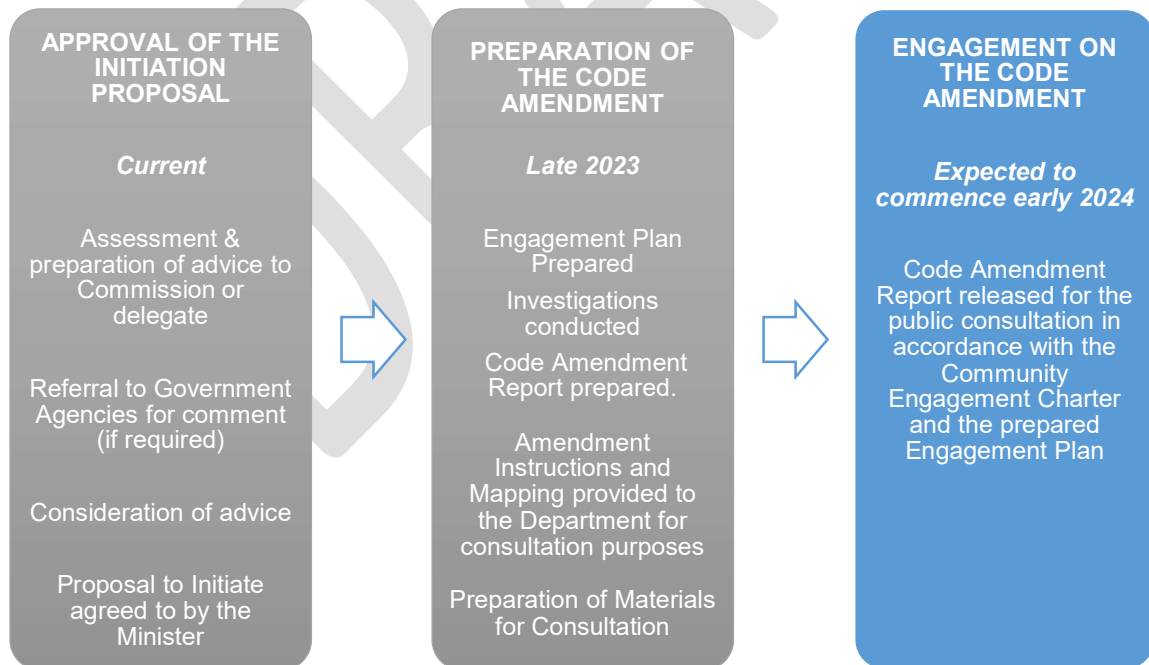 APPROVAL OF THE
INITIATION
PROPOSAL
Current
Assessment &
preparation of advice to
Commission or
delegate
Referral to Government
Agencies for comment
(if required)
Consideration of advice
Proposal to Initiate
agreed to by the
Minister
PREPARATION OF
THE CODE
AMENDMENT
Late 2023
Engagement Plan
Prepared
Investigations
conducted
Code Amendment
Report prepared.
Amendment
Instructions and
Mapping provided to
the Department for
consultation purposes
Preparation of Materials
for Consultation
ENGAGEMENT ON
THE CODE
AMENDMENT
Expected to
commence early 2024
Code Amendment
Report released for the
public consultation in
accordance with the
Community
Engagement Charter
and the prepared
Engagement Plan